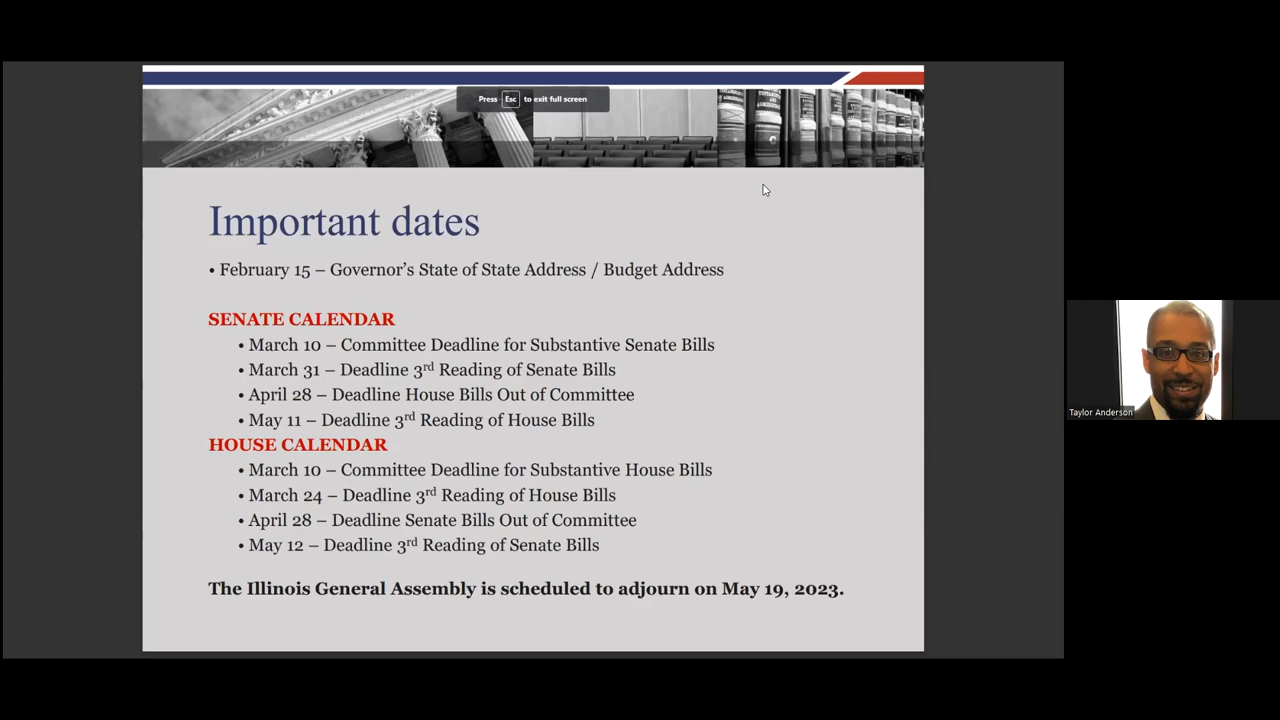 Press Esc to exit full screen
Important dates
• February 15 – Governor's State of State Address / Budget Address
SENATE CALENDAR
• March 10 – Committee Deadline for Substantive Senate Bills
• March 31 – Deadline 3rd Reading of Senate Bills
• April 28 – Deadline House Bills Out of Committee
• May 11 – Deadline 3rd Reading of House Bills
HOUSE CALENDAR
• March 10 – Committee Deadline for Substantive House Bills
• March 24 – Deadline 3rd Reading of House Bills
• April 28 – Deadline Senate Bills Out of Committee
• May 12 – Deadline 3rd Reading of Senate Bills
The Illinois General Assembly is scheduled to adjourn on May 19, 2023.
Taylor Anderson